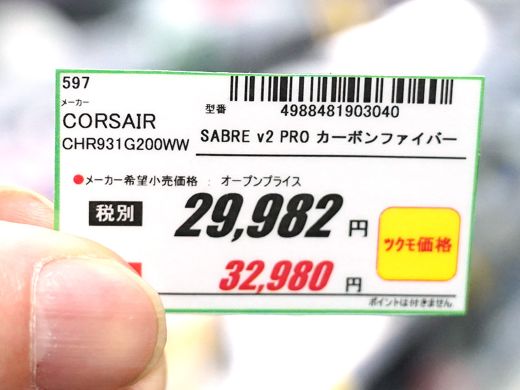 597
メーカー
CORSAIR
CHR931G200WW
型番
4988481903040
SABRE v2 PRO カーボンファイバー
●メーカー希望小売価格 : オープンプライス
税別 29,982 円
ツクモ価格
32,980 円
ポイントは付きません